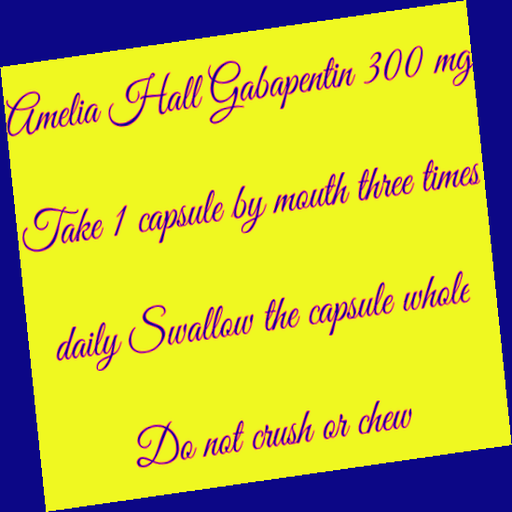 Amelia Hall Gabapentin 300 mg
Take 1 capsule by mouth three times
daily Swallow the capsule whole
Do not crush or chew